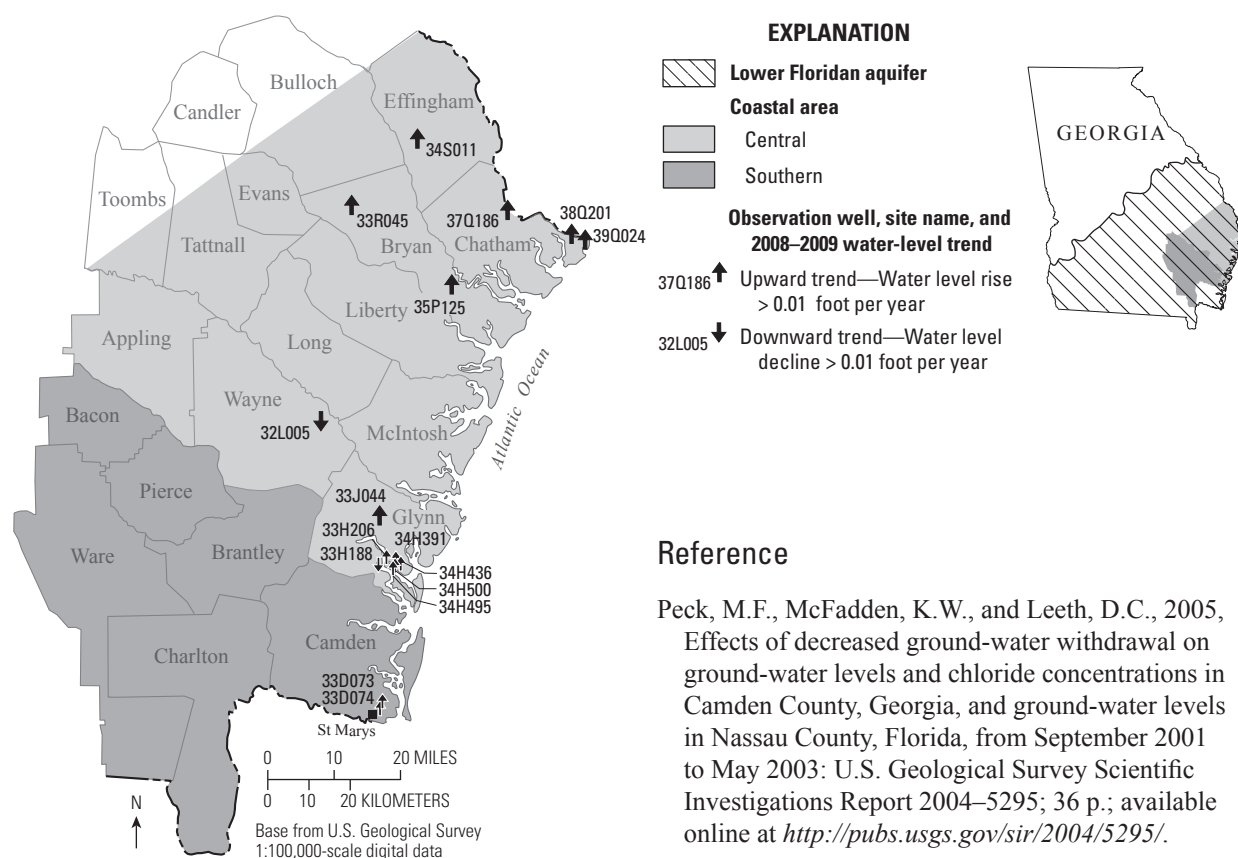 Bulloch
Candler
Effingham
34S011
Toombs
Evans
33R045
37Q186
38Q201
39Q024
Bryan
Chatham
Tattnall
Liberty
35P125
Appling
Long
Wayne
32L005
McIntosh
Atlantic Ocean
Bacon
Pierce
33J044
Glynn
33H206
34H391
33H188
34H436
34H500
34H495
Ware
Brantley
Camden
Charlton
33D073
33D074
St Marys
0 10 20 MILES
0 10 20 KILOMETERS
N
Base from U.S. Geological Survey
1:100,000-scale digital data
EXPLANATION
Lower Floridan aquifer
Coastal area
Central
Southern
Observation well, site name, and
2008–2009 water-level trend
37Q186 Upward trend—Water level rise
> 0.01 foot per year
32L005 Downward trend—Water level
decline > 0.01 foot per year
GEORGIA
Reference
Peck, M.F., McFadden, K.W., and Leeth, D.C., 2005,
Effects of decreased ground-water withdrawal on
ground-water levels and chloride concentrations in
Camden County, Georgia, and ground-water levels
in Nassau County, Florida, from September 2001
to May 2003: U.S. Geological Survey Scientific
Investigations Report 2004–5295; 36 p.; available
online at http://pubs.usgs.gov/sir/2004/5295/.